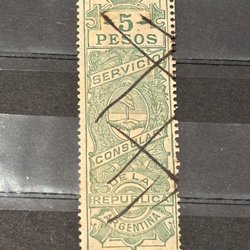 5
PESOS
SERVICIO
CONSULAR
DE LA
REPUBLICA
ARGENTINA